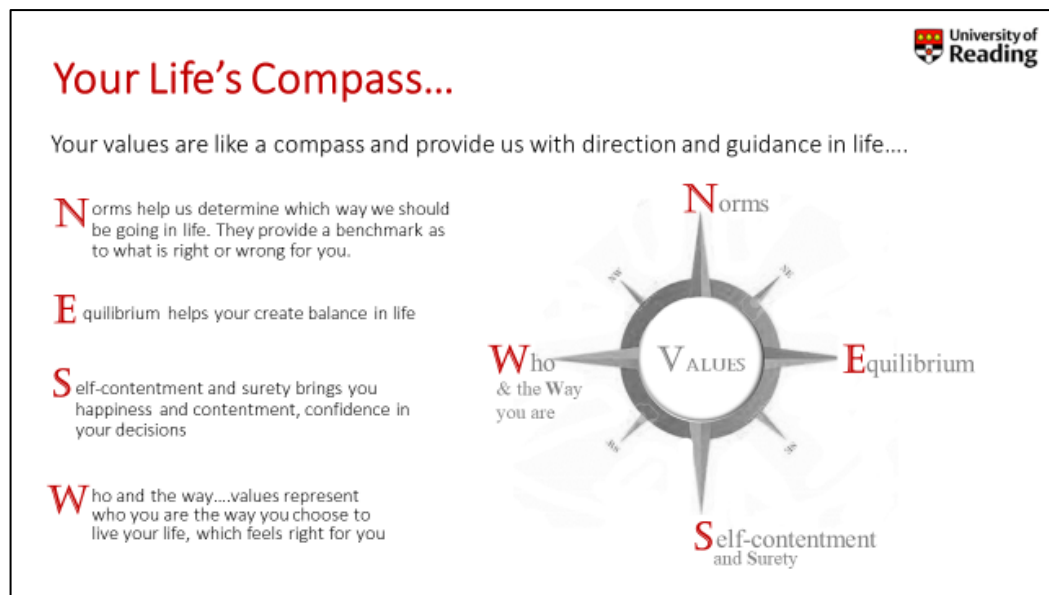 University of
Reading
Your Life's Compass...
Your values are like a compass and provide us with direction and guidance in life....
Norms help us determine which way we should
be going in life. They provide a benchmark as
to what is right or wrong for you.
Equilibrium helps your create balance in life
Self-contentment and surety brings you
happiness and contentment, confidence in
your decisions
Who and the way....values represent
who you are the way you choose to
live your life, which feels right for you
Norms
NW
NE
Who
& the Way
you are
VALUES
Equilibrium
Self-contentment
and Surety